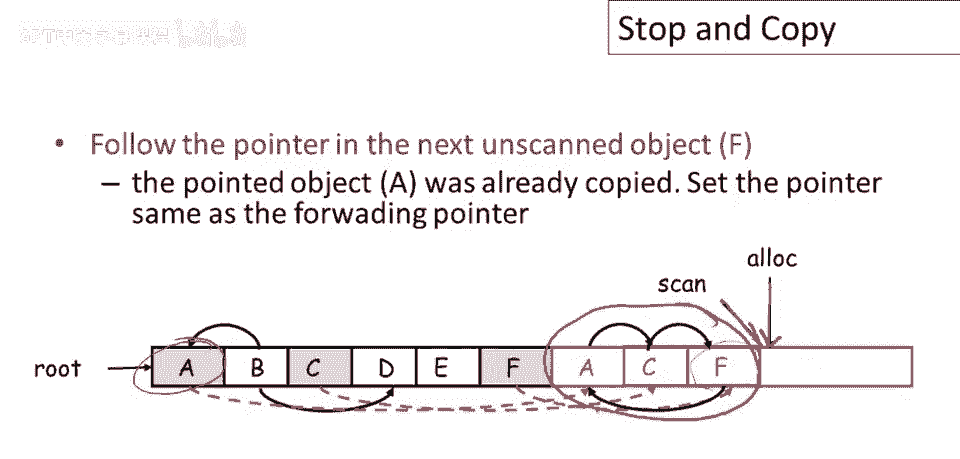 Stop and Copy
• Follow the pointer in the next unscanned object (F)
– the pointed object (A) was already copied. Set the pointer
same as the forwading pointer
alloc
scan
root
A B C D E F A C F